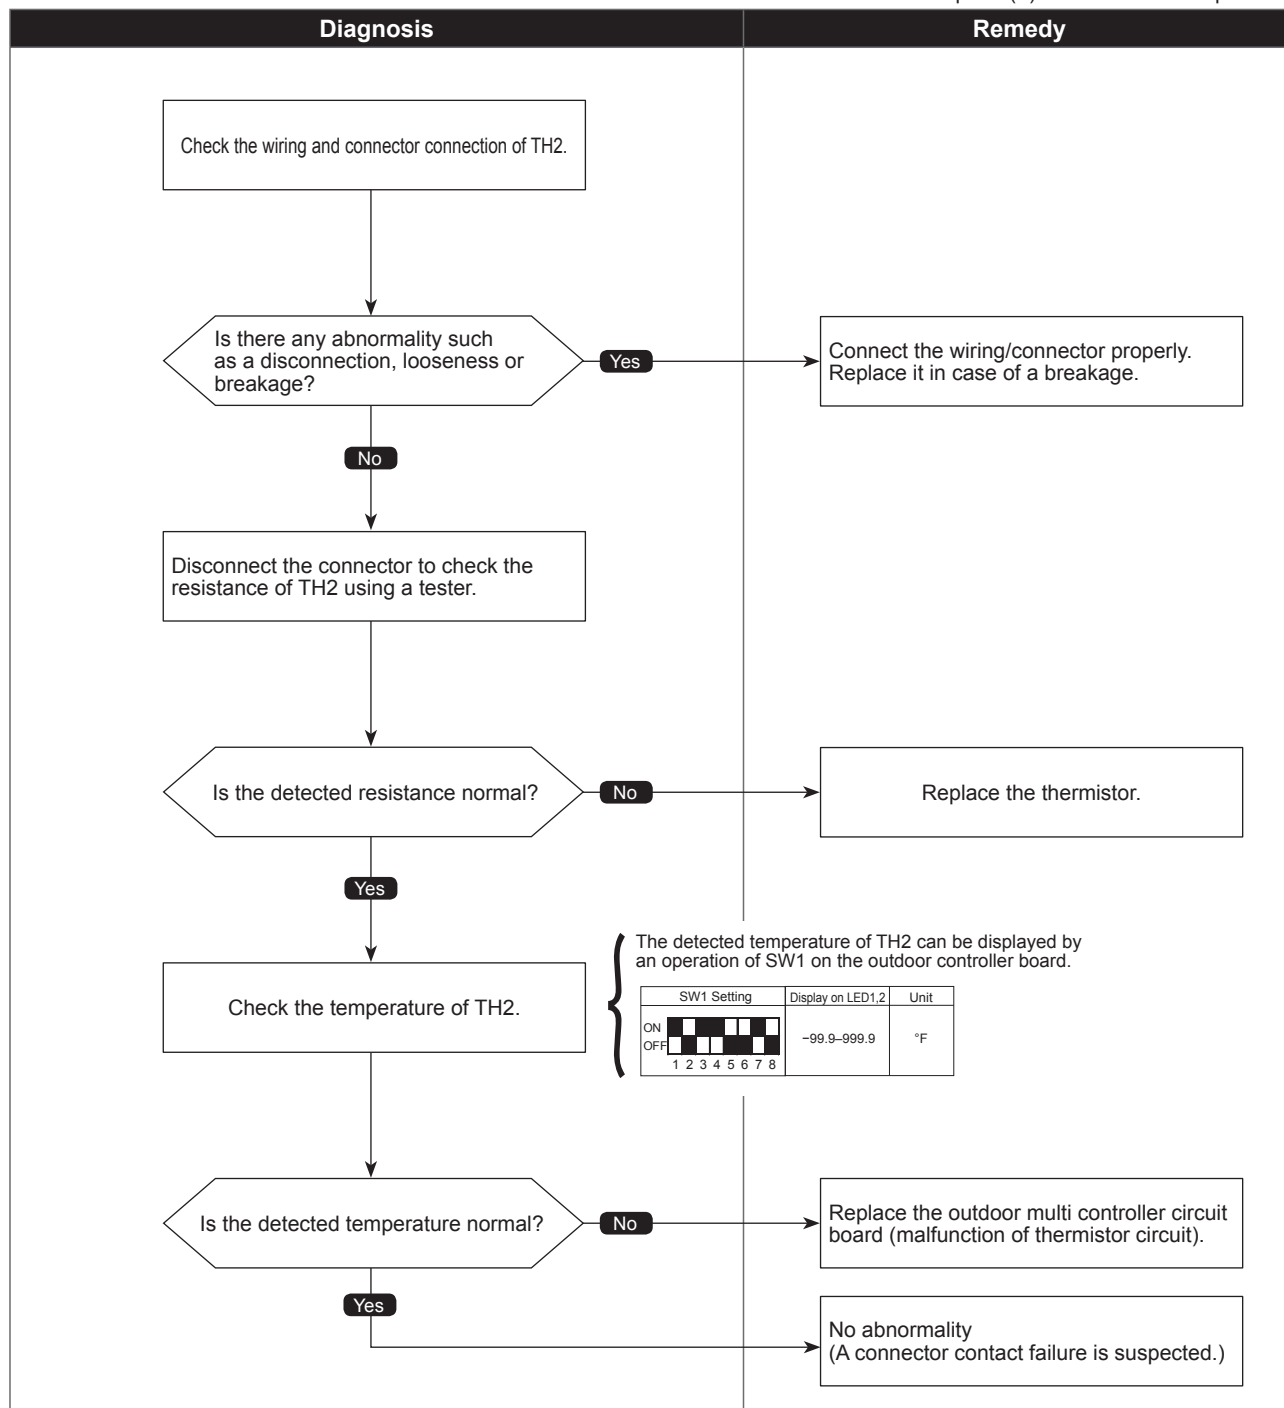 Diagnosis
Remedy
Check the wiring and connector connection of TH2.
Is there any abnormality such
as a disconnection, looseness or
breakage?
Yes
Connect the wiring/connector properly.
Replace it in case of a breakage.
No
Disconnect the connector to check the
resistance of TH2 using a tester.
Is the detected resistance normal?
No
Replace the thermistor.
Yes
Check the temperature of TH2.
The detected temperature of TH2 can be displayed by
an operation of SW1 on the outdoor controller board.
SW1 Setting
Display on LED1,2
Unit
ON
OFF
1 2 3 4 5 6 7 8
−99.9–999.9
°F
Is the detected temperature normal?
No
Replace the outdoor multi controller circuit
board (malfunction of thermistor circuit).
Yes
No abnormality
(A connector contact failure is suspected.)